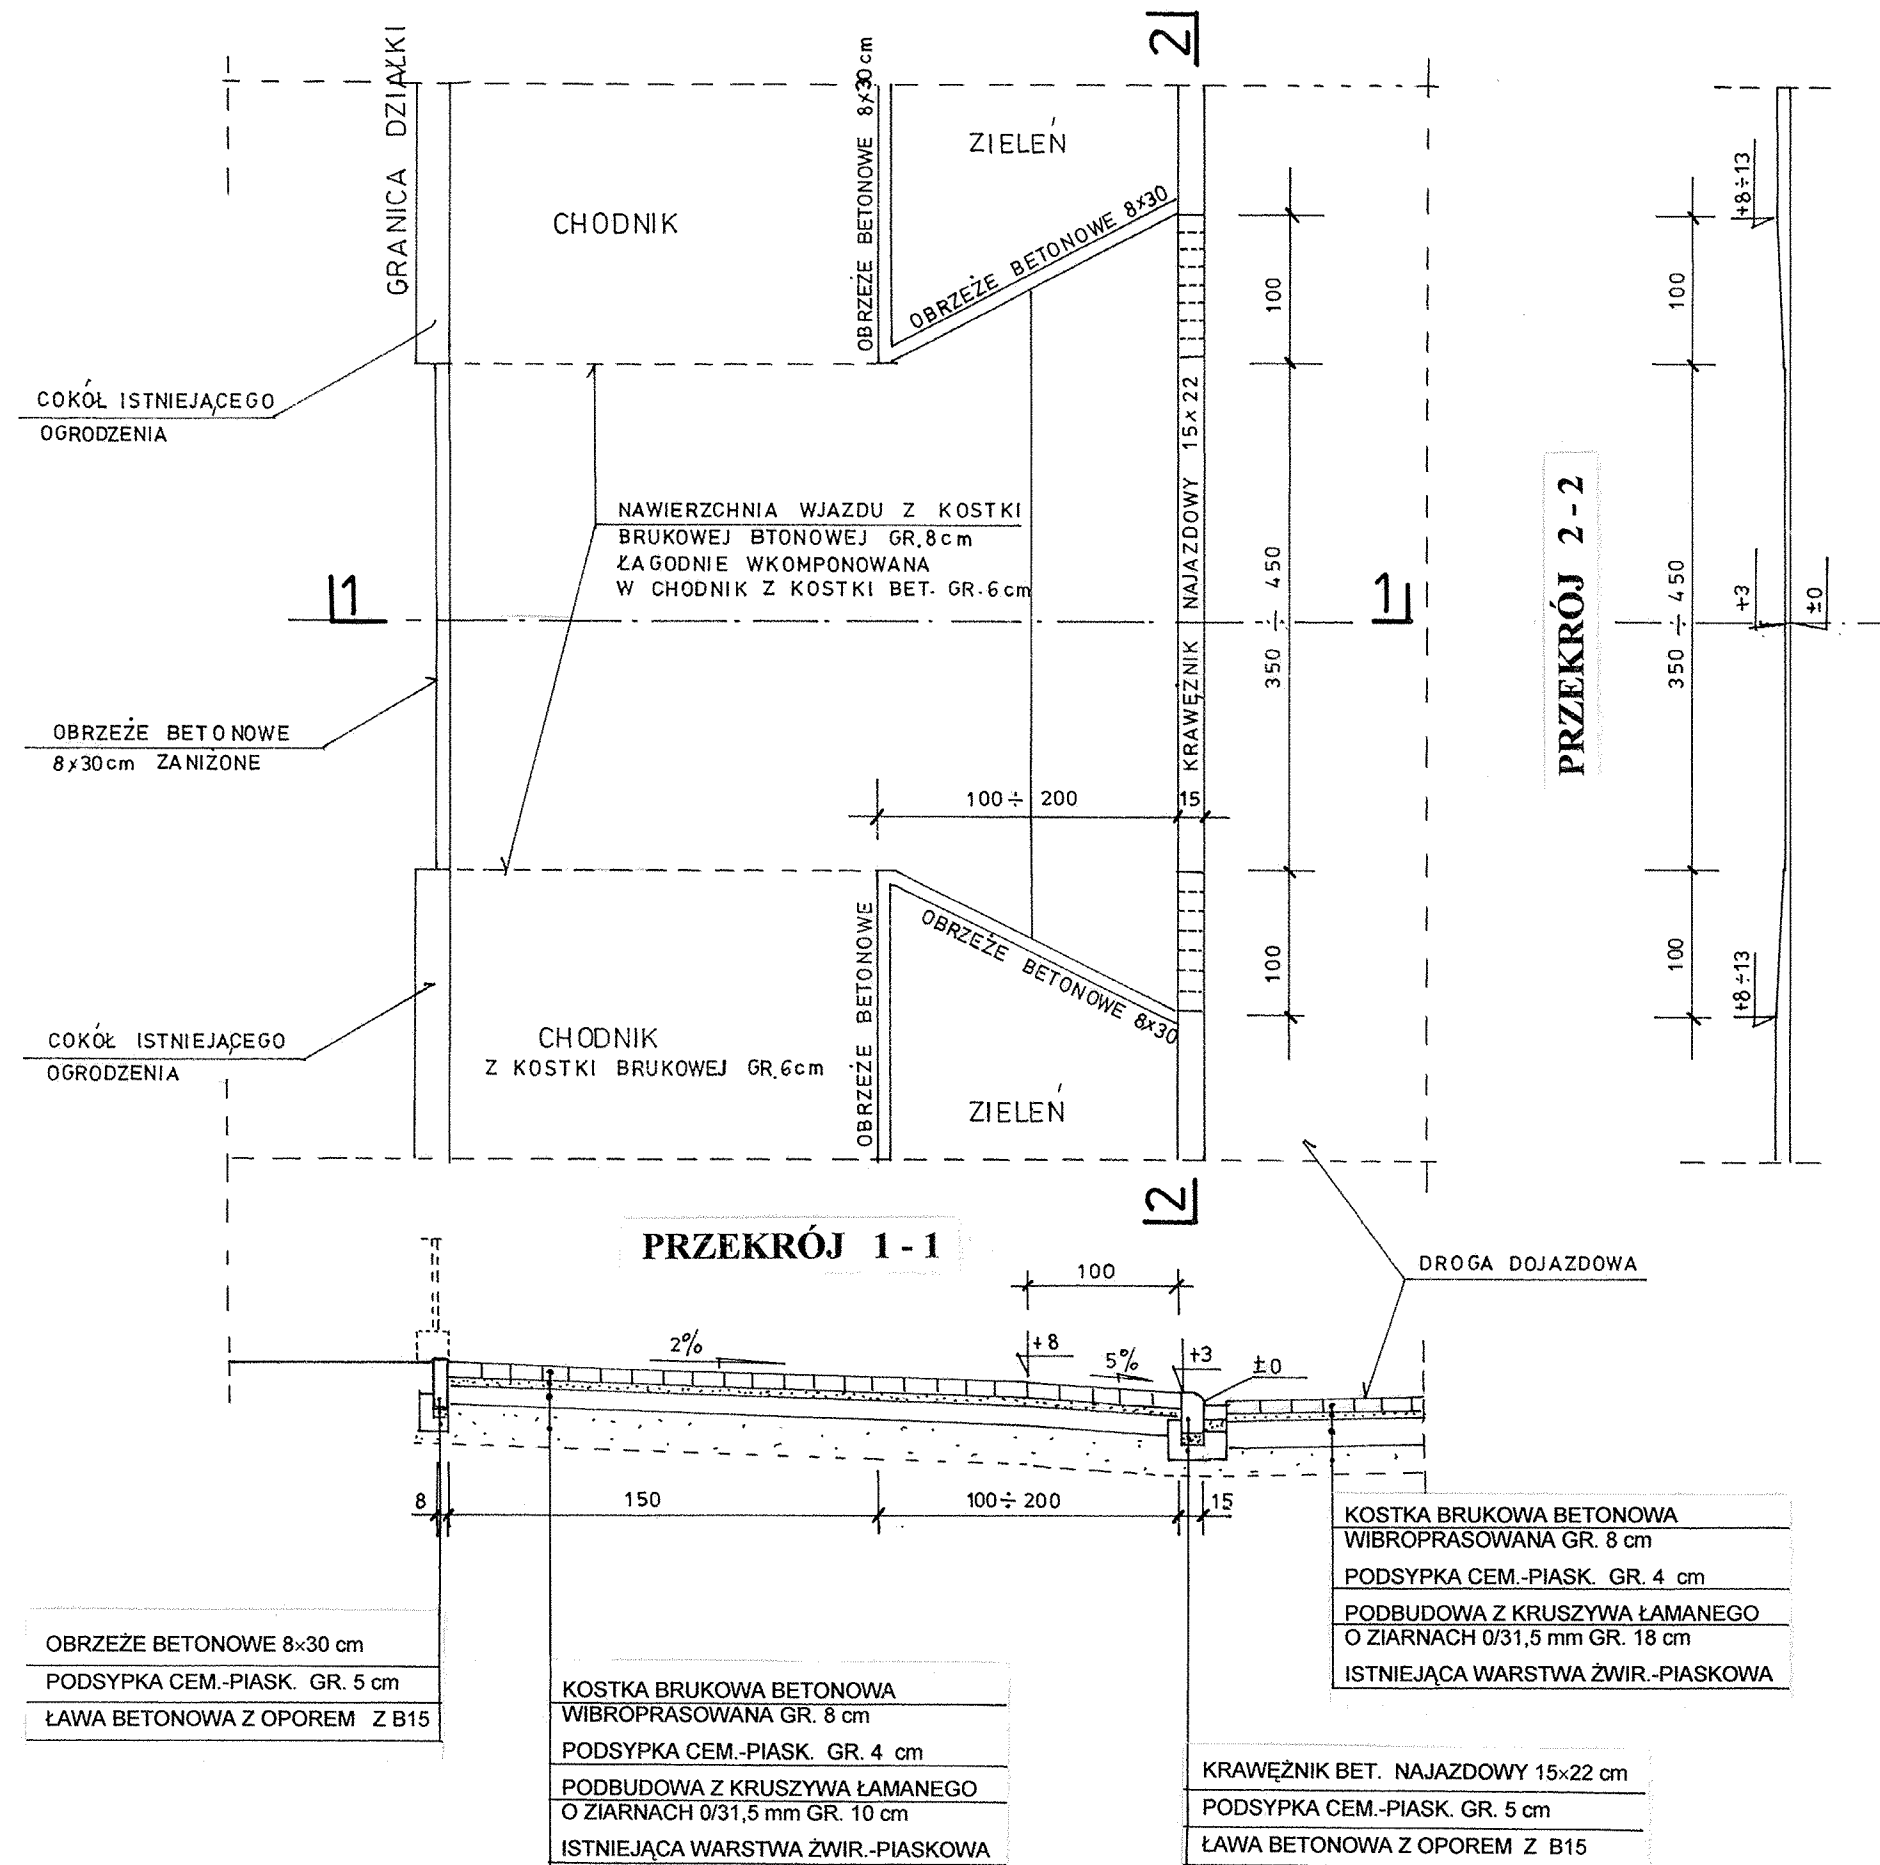 2
GRANICA DZIAŁKI
OBRZEŻE BETONOWE 8x30cm
ZIELEŃ
CHODNIK
OBRZEŻE BETONOWE 8x30
+8÷13
100
100
COKÓŁ ISTNIEJĄCEGO
OGRODZENIA
KRAWĘŻNIK NAJAZDOWY 15x22
NAWIERZCHNIA WJAZDU Z KOSTKI
BRUKOWEJ BTONOWEJ GR.8cm
ŁAGODNIE WKOMPONOWANA
W CHODNIK Z KOSTKI BET. GR.6cm
1
1
350 ÷ 450
PRZEKRÓJ 2-2
350 ÷ 450
+3
±0
OBRZEŻE BETONOWE
8x30cm ZANIŻONE
100÷ 200
15
OBRZEŻE BETONOWE
OBRZEŻE BETONOWE 8x30
100
100
+8÷13
COKÓŁ ISTNIEJĄCEGO
OGRODZENIA
CHODNIK
Z KOSTKI BRUKOWEJ GR.6cm
ZIELEŃ
2
PRZEKRÓJ 1-1
DROGA DOJAZDOWA
100
2%
+8
5%
+3
±0
8
150
100÷ 200
15
KOSTKA BRUKOWA BETONOWA
WIBROPRASOWANA GR. 8 cm
PODSYPKA CEM.-PIASK. GR. 4 cm
PODBUDOWA Z KRUSZYWA ŁAMANEGO
O ZIARNACH 0/31,5 mm GR. 18 cm
ISTNIEJĄCA WARSTWA ŻWIR.-PIASKOWA
OBRZEŻE BETONOWE 8×30 cm
PODSYPKA CEM.-PIASK. GR. 5 cm
ŁAWA BETONOWA Z OPOREM Z B15
KOSTKA BRUKOWA BETONOWA
WIBROPRASOWANA GR. 8 cm
PODSYPKA CEM.-PIASK. GR. 4 cm
PODBUDOWA Z KRUSZYWA ŁAMANEGO
O ZIARNACH 0/31,5 mm GR. 10 cm
ISTNIEJĄCA WARSTWA ŻWIR.-PIASKOWA
KRAWĘŻNIK BET. NAJAZDOWY 15×22 cm
PODSYPKA CEM.-PIASK. GR. 5 cm
ŁAWA BETONOWA Z OPOREM Z B15